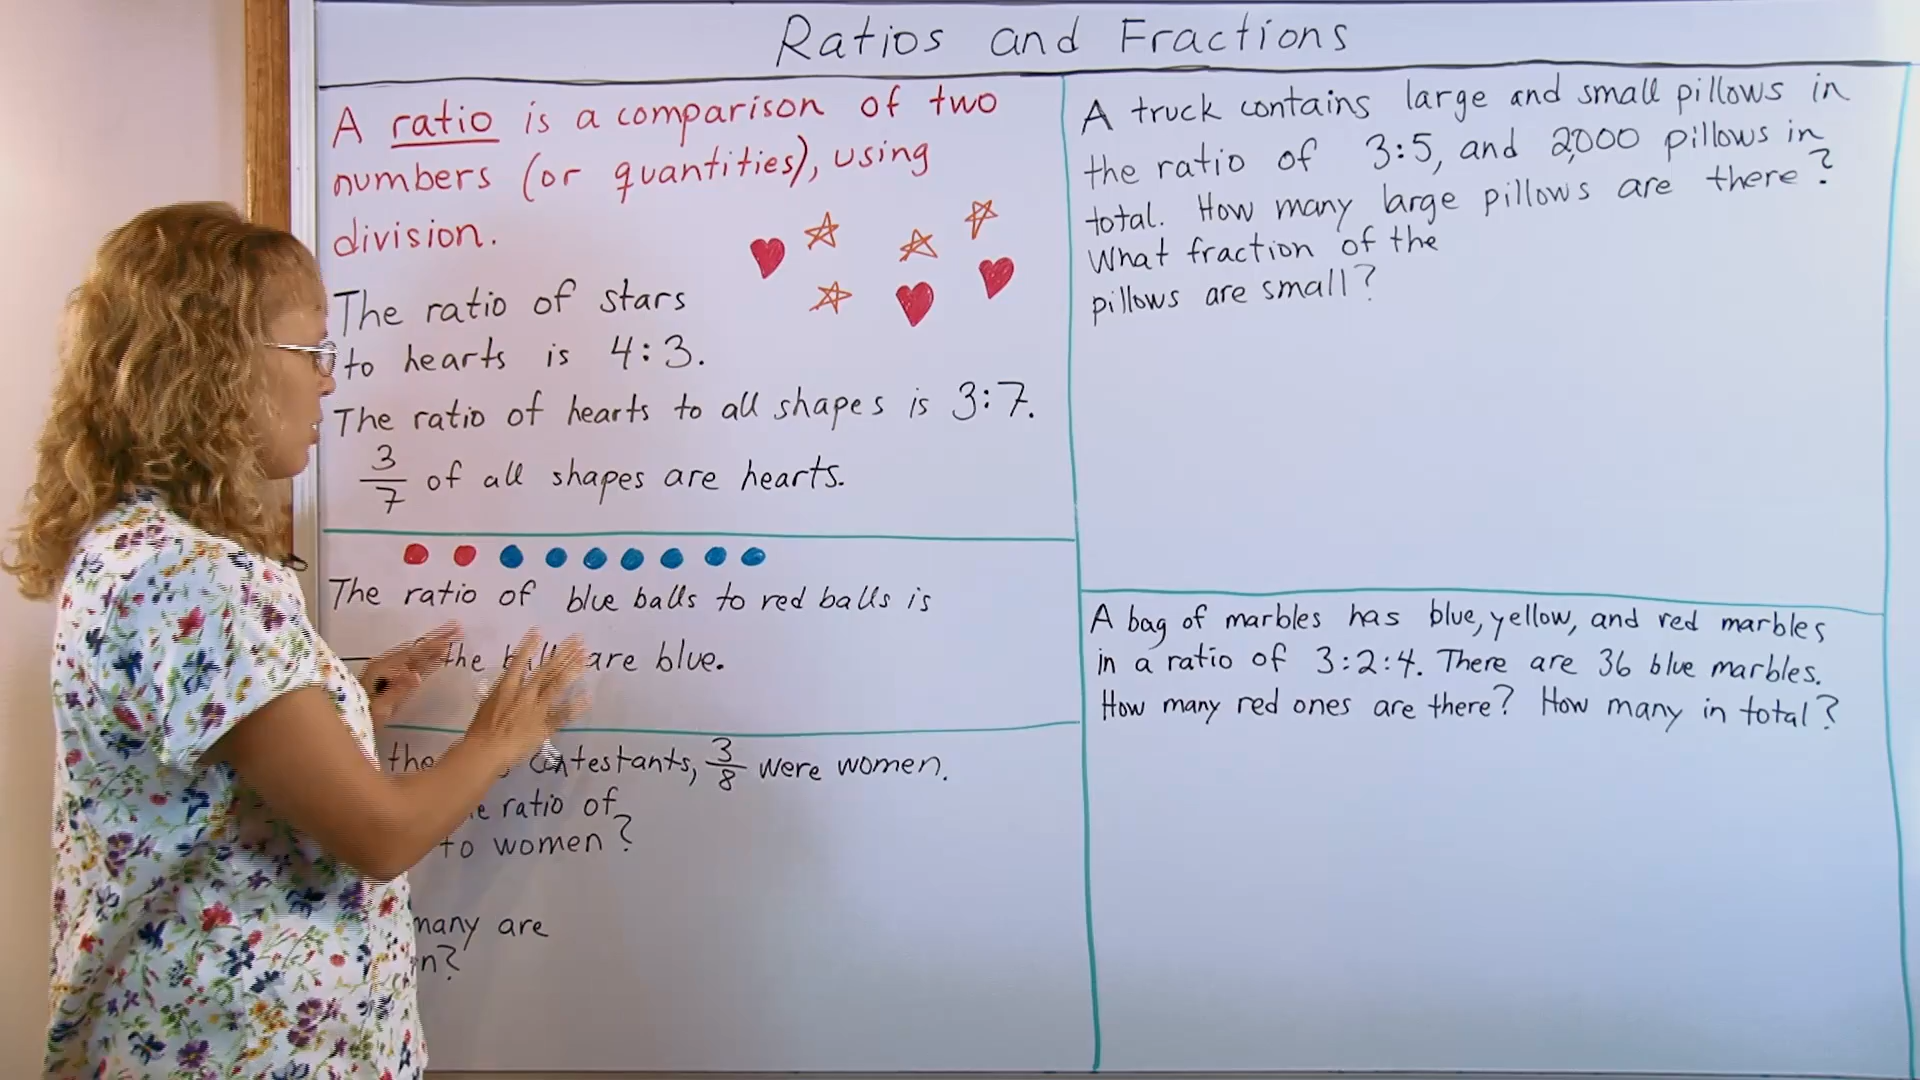 Ratios and Fractions
A ratio is a comparison of two
numbers (or quantities), using
division.
The ratio of stars
to hearts is 4:3.
The ratio of hearts to all shapes is 3:7.
3/7 of all shapes are hearts.
The ratio of blue balls to red balls is
the are blue.
the 3/8 were women.
ratio of
to women?
many are
A truck contains large and small pillows in
the ratio of 3:5, and 2,000 pillows in
total. How many large pillows are there?
What fraction of the
pillows are small?
A bag of marbles has blue, yellow, and red marbles
in a ratio of 3:2:4. There are 36 blue marbles.
How many red ones are there? How many in total?